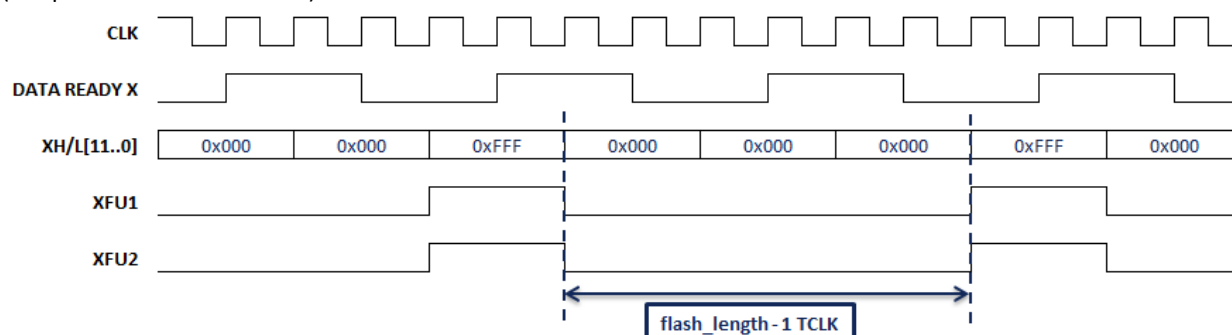 CLK
DATA READY X
XH/L[11..0] 0x000 0x000 0xFFF 0x000 0x000 0x000 0xFFF 0x000
XFU1
XFU2
flash_length - 1 TCLK